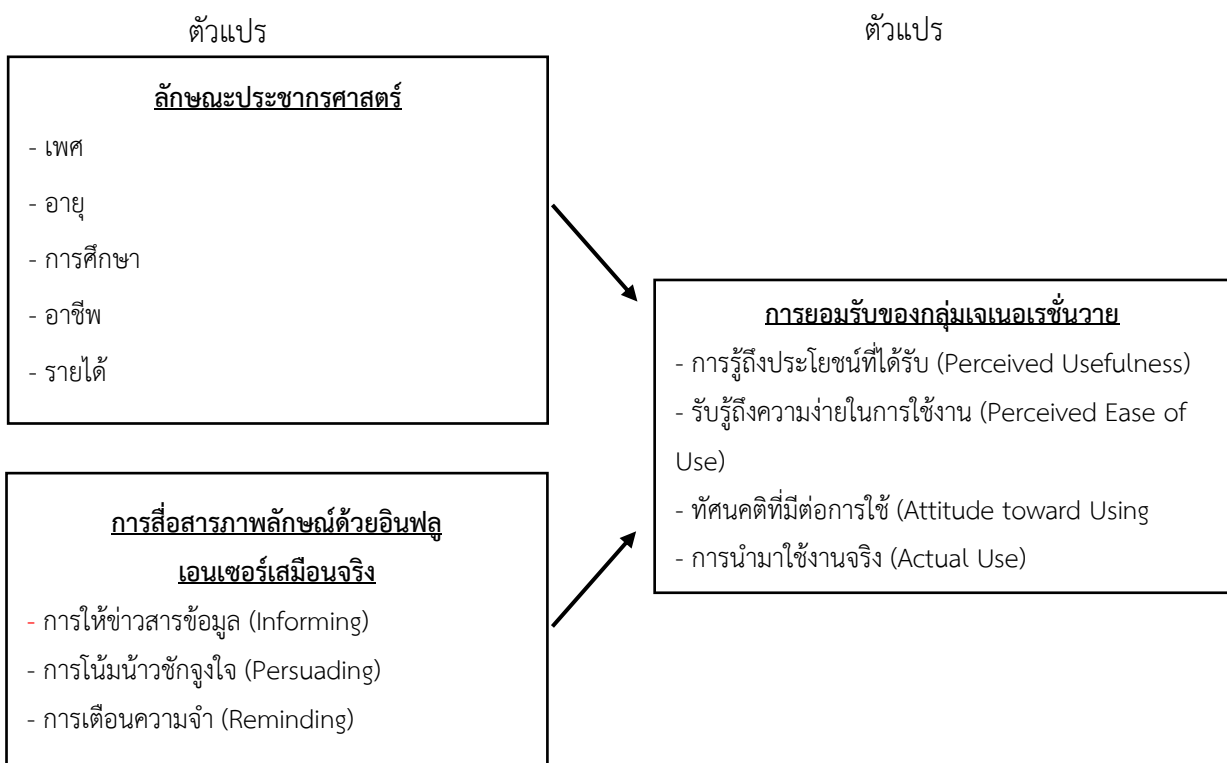 ตัวแปร
ตัวแปร
ลักษณะประชากรศาสตร์
- เพศ
- อายุ
- การศึกษา
- อาชีพ
- รายได้
การสื่อสารภาพลักษณ์ด้วยอินฟลู
เอนเซอร์เสมือนจริง
- การให้ข่าวสารข้อมูล (Informing)
- การโน้มน้าวชักจูงใจ (Persuading)
- การเตือนความจำ (Reminding)
การยอมรับของกลุ่มเจเนอเรชั่นวาย
- การรู้ถึงประโยชน์ที่ได้รับ (Perceived Usefulness)
- รับรู้ถึงความง่ายในการใช้งาน (Perceived Ease of
Use)
- ทัศนคติที่มีต่อการใช้ (Attitude toward Using
- การนำมาใช้งานจริง (Actual Use)